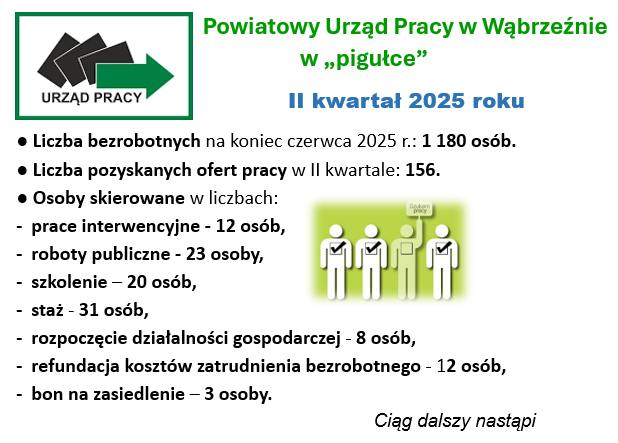 Powiatowy Urząd Pracy w Wąbrzeźnie
w „pigułce”
URZĄD PRACY
II kwartał 2025 roku
● Liczba bezrobotnych na koniec czerwca 2025 r.: 1 180 osób.
● Liczba pozyskanych ofert pracy w II kwartale: 156.
● Osoby skierowane w liczbach:
Szukam
pracy
- prace interwencyjne - 12 osób,
- roboty publiczne - 23 osoby,
- szkolenie – 20 osób,
- staż - 31 osób,
- rozpoczęcie działalności gospodarczej - 8 osób,
- refundacja kosztów zatrudnienia bezrobotnego - 12 osób,
- bon na zasiedlenie – 3 osoby.
Ciąg dalszy nastąpi